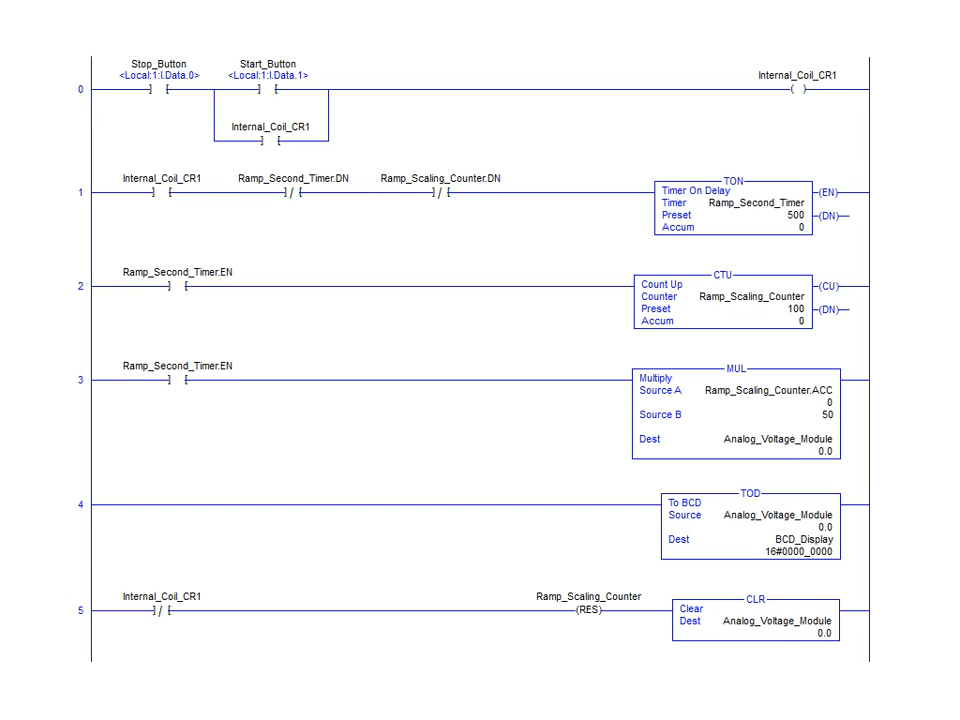 Stop_Button
<Local:1:I.Data.0>
Start_Button
<Local:1:I.Data.1>
Internal_Coil_CR1
0
Internal_Coil_CR1
Internal_Coil_CR1
Ramp_Second_Timer.DN
Ramp_Scaling_Counter.DN
1
TON
Timer On Delay
Timer Ramp_Second_Timer
Preset 500
Accum 0
(EN)
(DN)
Ramp_Second_Timer.EN
2
CTU
Count Up
Counter Ramp_Scaling_Counter
Preset 100
Accum 0
(CU)
(DN)
Ramp_Second_Timer.EN
3
MUL
Multiply
Source A Ramp_Scaling_Counter.ACC
0
Source B 50
Dest Analog_Voltage_Module
0.0
4
TOD
To BCD
Source Analog_Voltage_Module
0.0
Dest BCD_Display
16#0000_0000
Internal_Coil_CR1
5
Ramp_Scaling_Counter
(RES)
CLR
Clear
Dest Analog_Voltage_Module
0.0